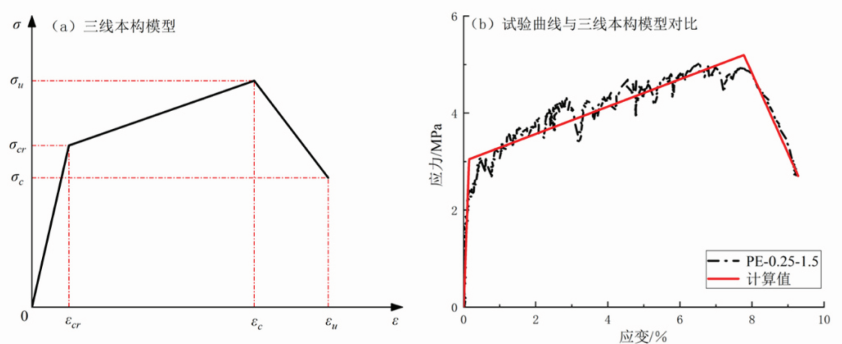 σ
(a) 三线本构模型
σu
σcr
σc
0
εcr
εc
εu
ε
(b) 试验曲线与三线本构模型对比
6
4
2
0
应力/MPa
PE-0.25-1.5
计算值
0
2
4
6
8
10
应变/%